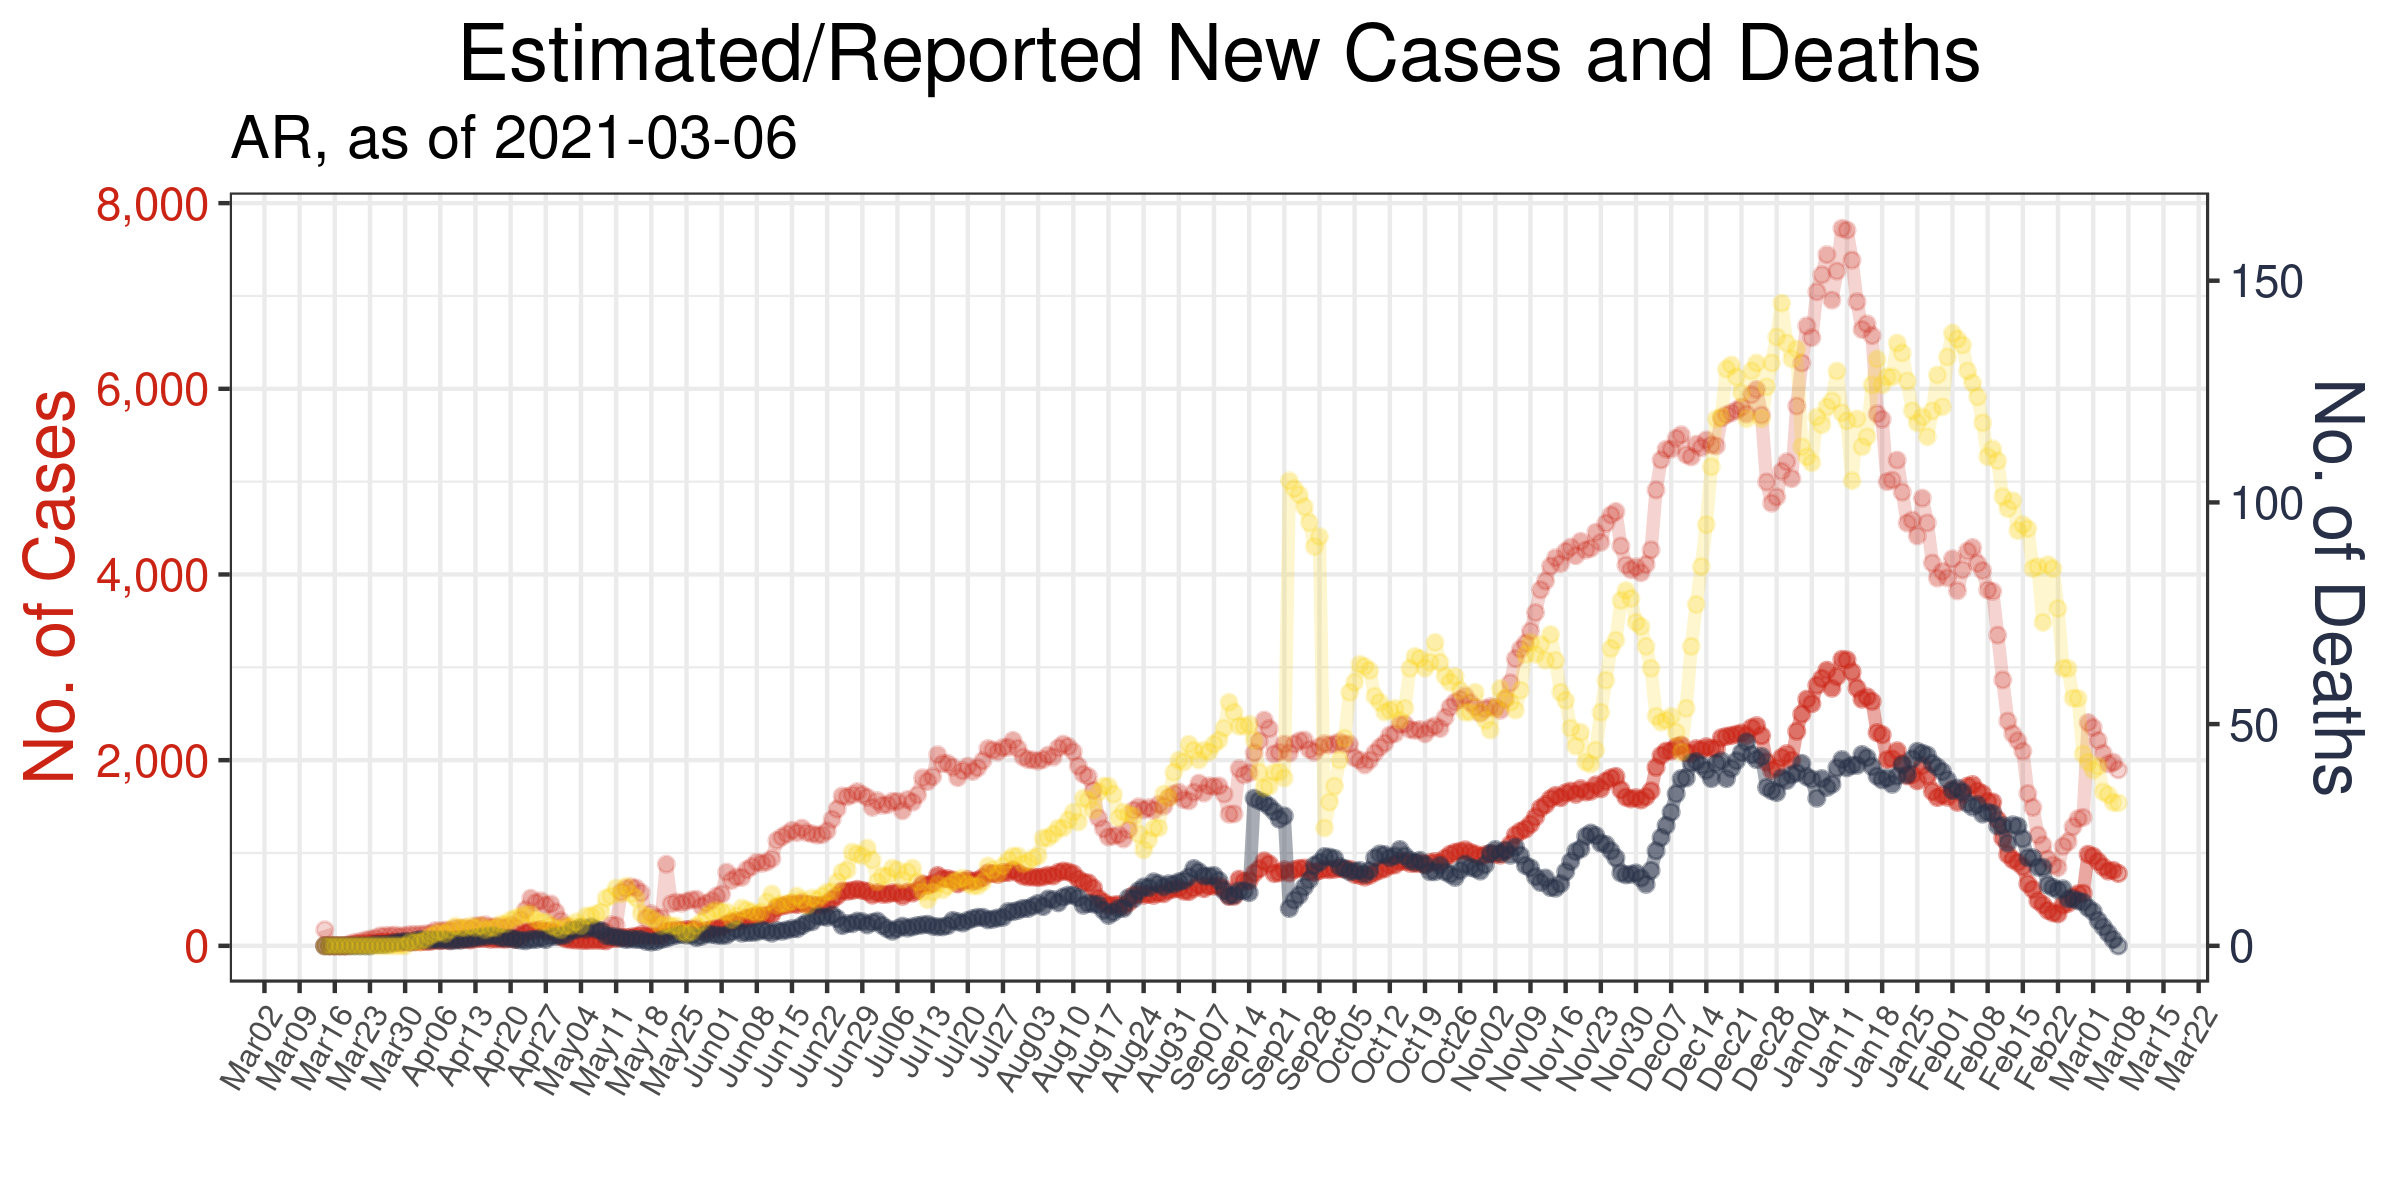 Estimated/Reported New Cases and Deaths
AR, as of 2021-03-06
No. of Cases
8,000
6,000
4,000
2,000
0
150
100
50
0
No. of Deaths
Mar02
Mar09
Mar16
Mar23
Mar30
Apr06
Apr13
Apr20
Apr27
May04
May11
May18
May25
Jun01
Jun08
Jun15
Jun22
Jun29
Jul06
Jul13
Jul20
Jul27
Aug03
Aug10
Aug17
Aug24
Aug31
Sep07
Sep14
Sep21
Sep28
Oct05
Oct12
Oct19
Oct26
Nov02
Nov09
Nov16
Nov23
Nov30
Dec07
Dec14
Dec21
Dec28
Dec04
Jan11
Jan18
Jan25
Jan01
Feb08
Feb15
Feb22
Mar01
Mar08
Mar15
Mar22